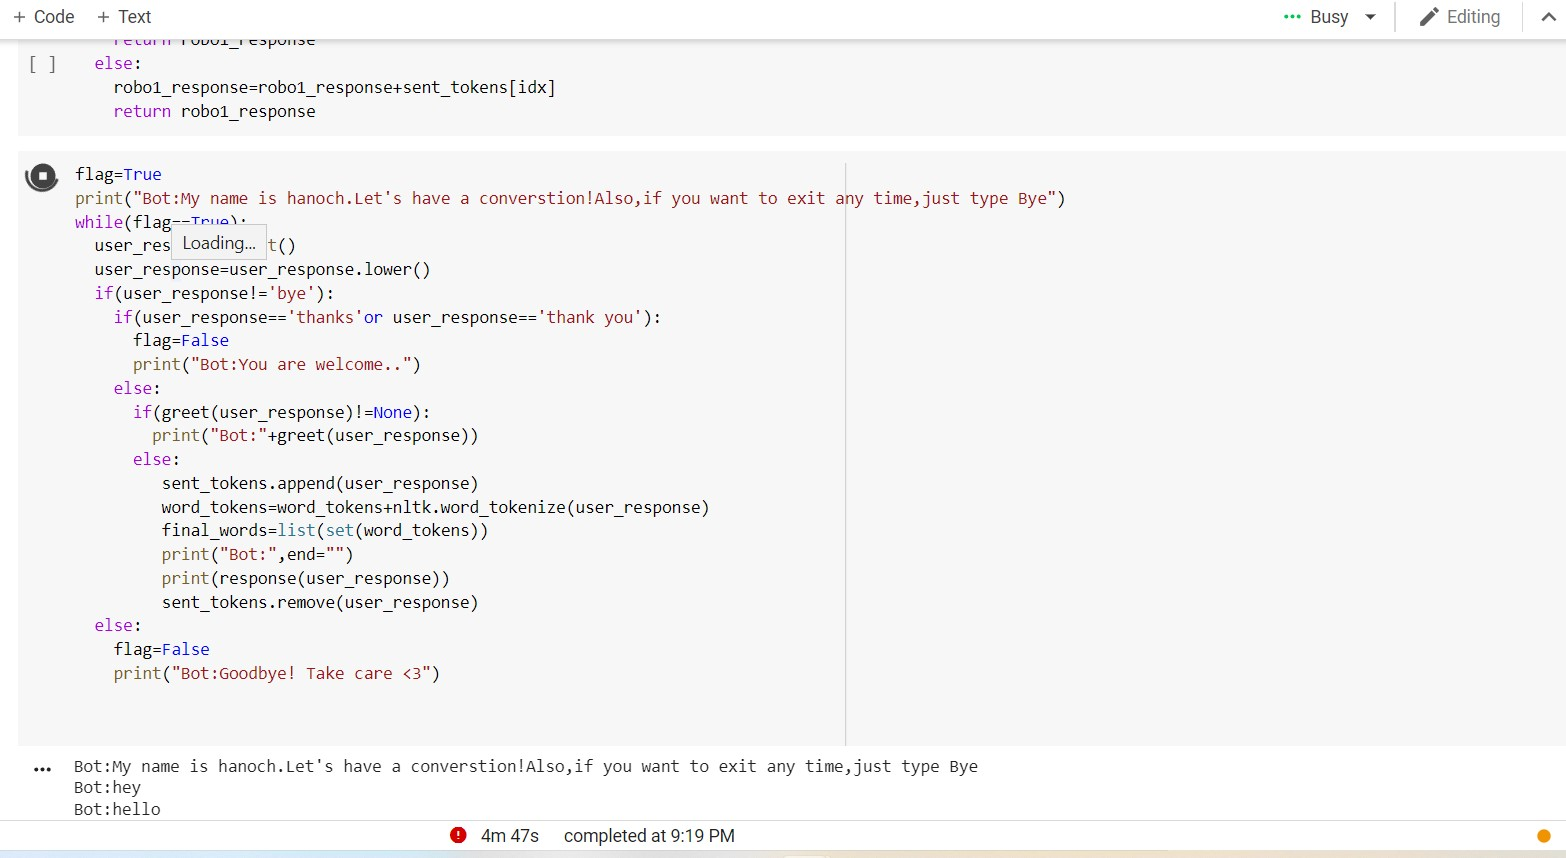 + Code + Text
Busy Editing
return robo1_response
[ ] else:
robo1_response=robo1_response+sent_tokens[idx]
return robo1_response
flag=True
print("Bot:My name is hanoch.Let's have a converstion!Also,if you want to exit any time,just type Bye")
while(flag==True):
user_res
Loading...
t()
user_response=user_response.lower()
if(user_response!='bye'):
if(user_response=='thanks'or user_response=='thank you'):
flag=False
print("Bot:You are welcome..")
else:
if(greet(user_response)!=None):
print("Bot:"+greet(user_response))
else:
sent_tokens.append(user_response)
word_tokens=word_tokens+nltk.word_tokenize(user_response)
final_words=list(set(word_tokens))
print("Bot:",end="")
print(response(user_response))
sent_tokens.remove(user_response)
else:
flag=False
print("Bot:Goodbye! Take care <3")
Bot:My name is hanoch.Let's have a converstion!Also,if you want to exit any time,just type Bye
Bot:hey
Bot:hello
4m 47s completed at 9:19 PM